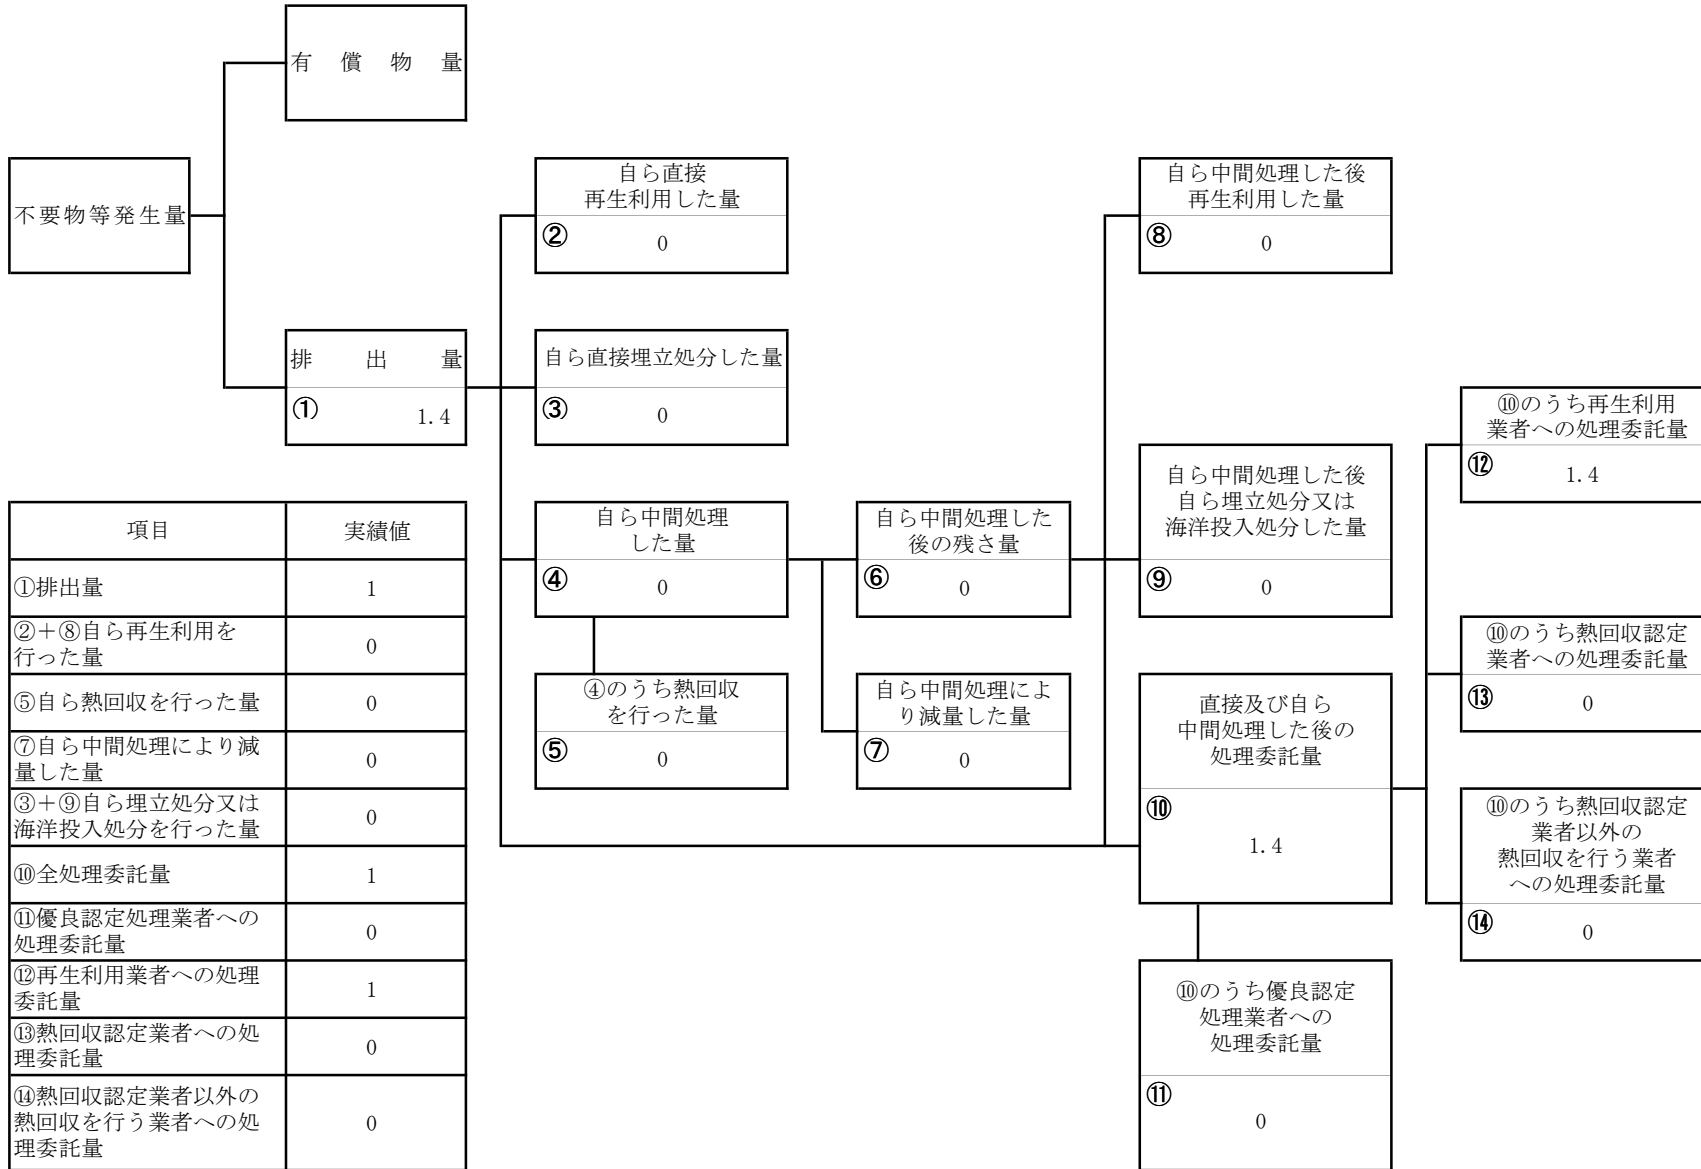 有償物量
不要物等発生量
排出量
① 1.4
自ら直接
再生利用した量
② 0
自ら直接埋立処分した量
③ 0
自ら中間処理
した量
④ 0
④のうち熱回収
を行った量
⑤ 0
自ら中間処理した
後の残さ量
⑥ 0
自ら中間処理によ
り減量した量
⑦ 0
自ら中間処理した後
再生利用した量
⑧ 0
自ら中間処理した後
自ら埋立処分又は
海洋投入処分した量
⑨ 0
直接及び自ら
中間処理した後の
処理委託量
⑩
1.4
⑩のうち優良認定
処理業者への
処理委託量
⑪
0
⑩のうち再生利用
業者への処理委託量
⑫ 1.4
⑩のうち熱回収認定
業者への処理委託量
⑬ 0
⑩のうち熱回収認定
業者以外の
熱回収を行う業者
への処理委託量
⑭ 0
項目 実績値
①排出量 1
②+⑧自ら再生利用を
行った量 0
⑤自ら熱回収を行った量 0
⑦自ら中間処理により減
量した量 0
③+⑨自ら埋立処分又は
海洋投入処分を行った量 0
⑩全処理委託量 1
⑪優良認定処理業者への
処理委託量 0
⑫再生利用業者への処理
委託量 1
⑬熱回収認定業者への処
理委託量 0
⑭熱回収認定業者以外の
熱回収を行う業者への処
理委託量 0